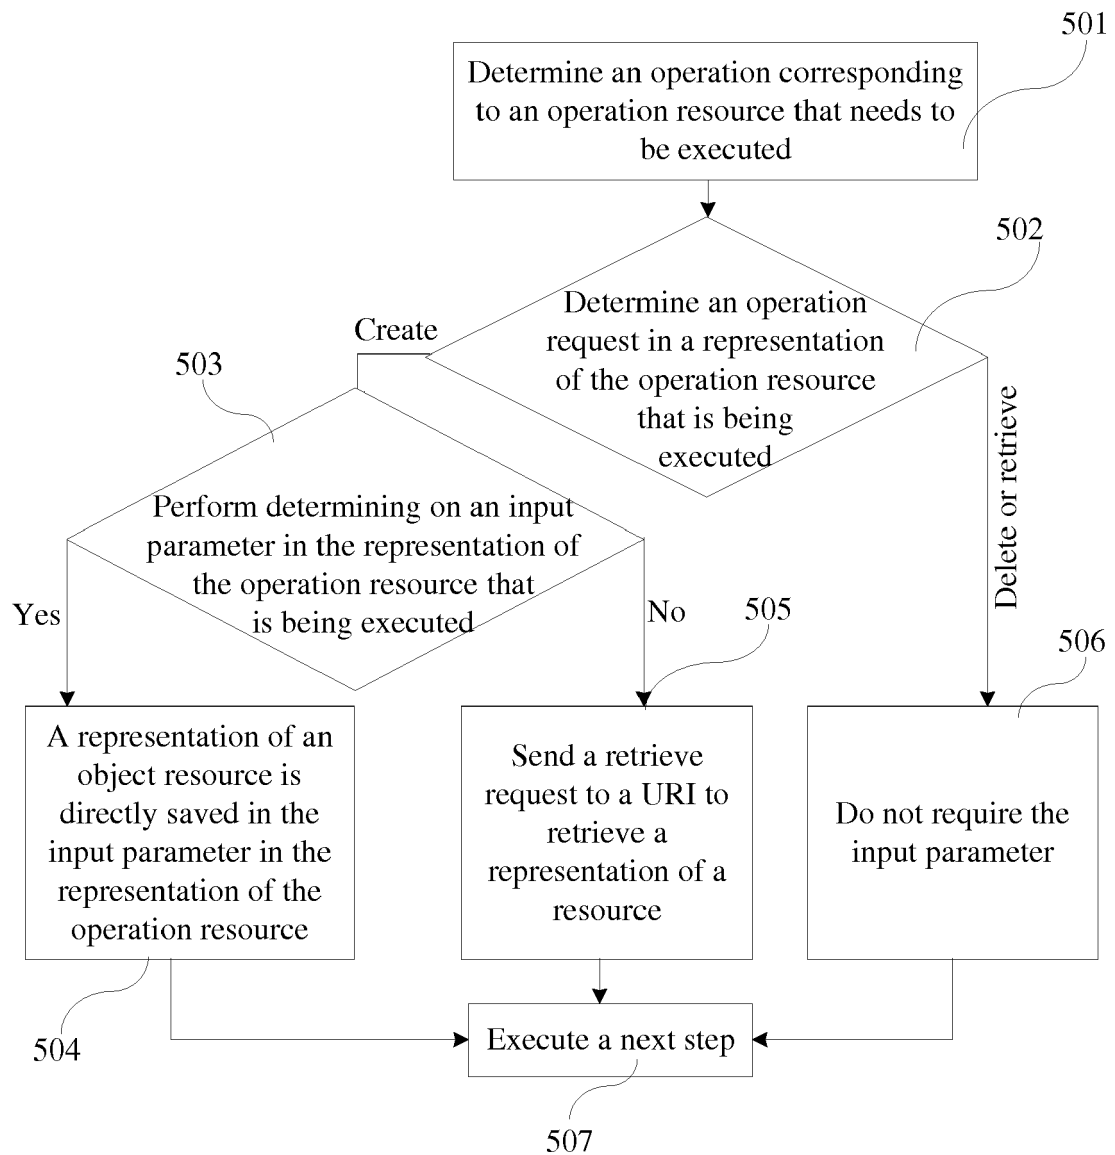 501
Determine an operation corresponding
to an operation resource that needs to
be executed
502
Determine an operation
request in a representation
of the operation resource
that is being
executed
Create
503
Perform determining on an input
parameter in the representation of
the operation resource that
is being executed
Delete or retrieve
Yes
No
505
506
A representation of an
object resource is
directly saved in the
input parameter in the
representation of the
operation resource
Send a retrieve
request to a URI to
retrieve a
representation of a
resource
Do not require the
input parameter
504
Execute a next step
507